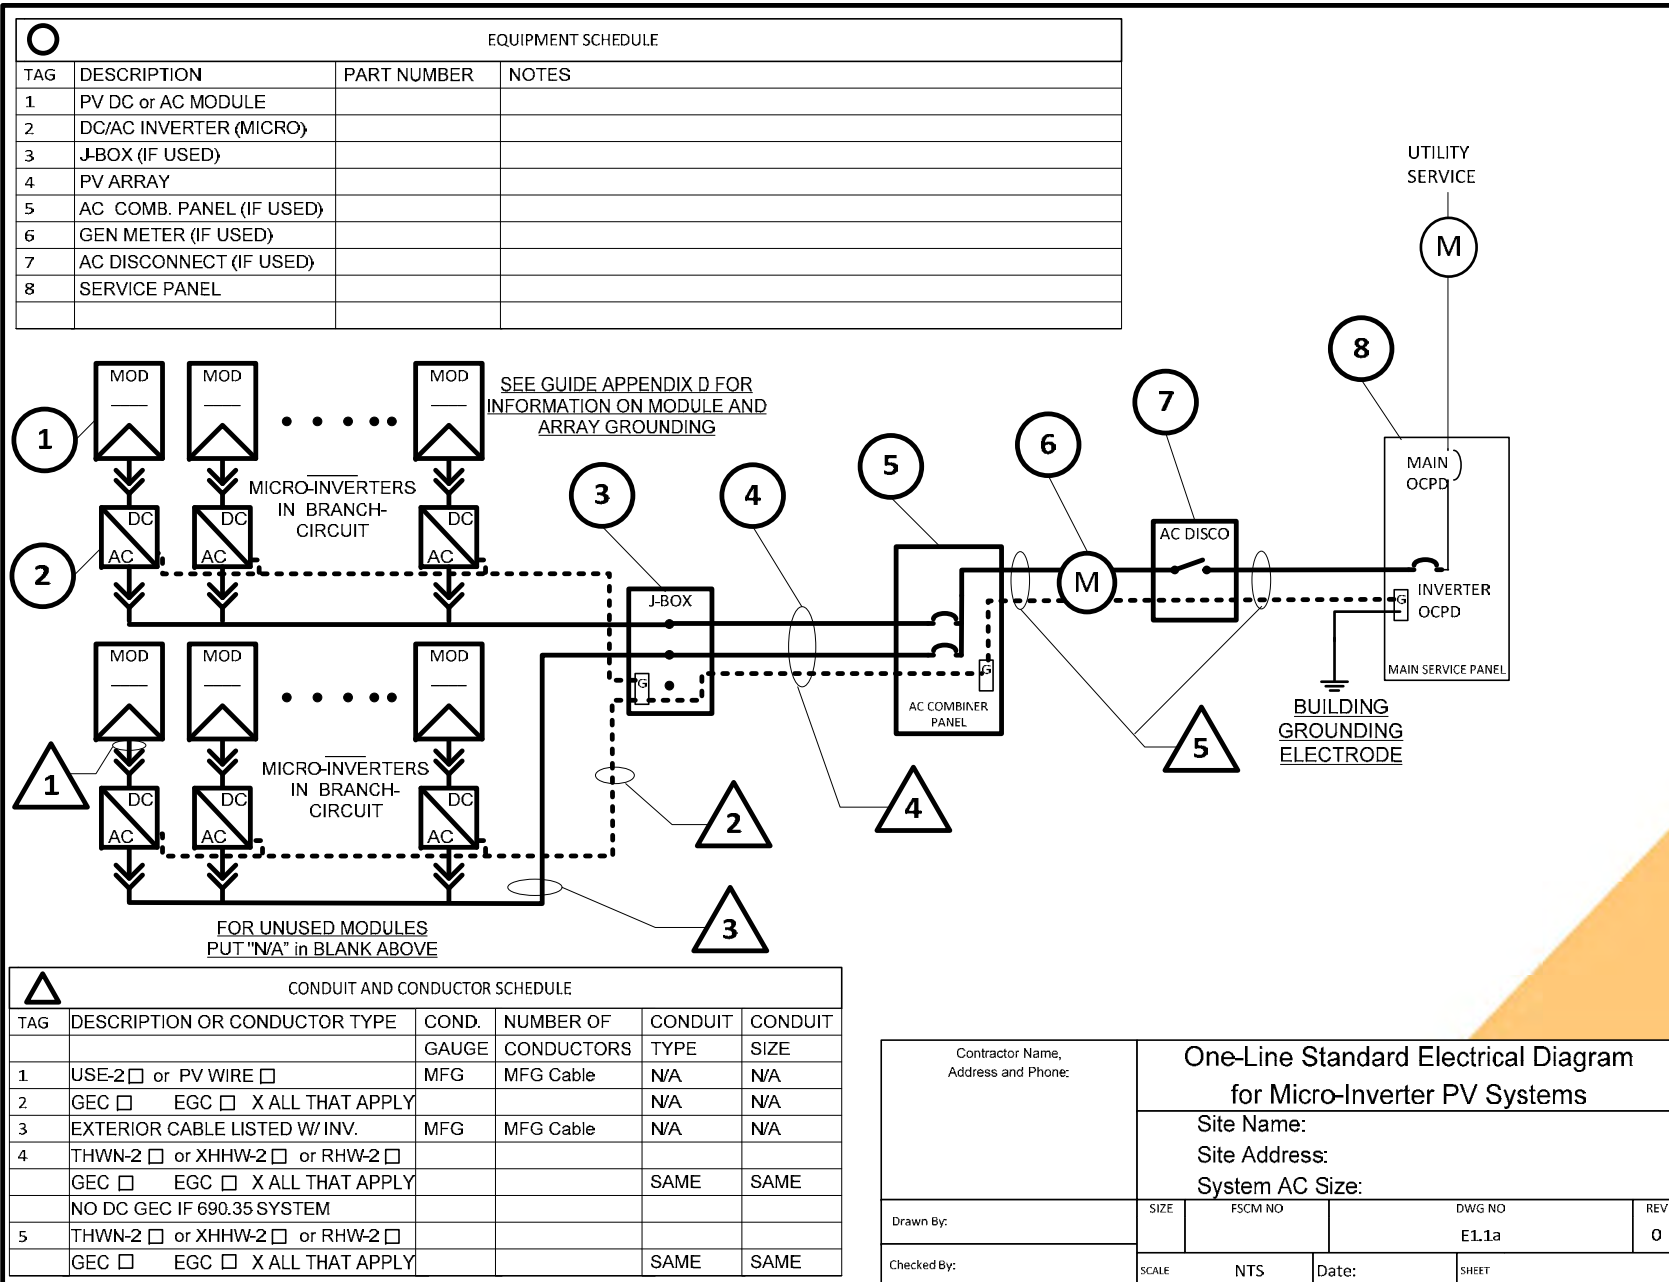 EQUIPMENT SCHEDULE
TAG DESCRIPTION PART NUMBER NOTES
1 PV DC or AC MODULE
2 DC/AC INVERTER (MICRO)
3 J-BOX (IF USED)
4 PV ARRAY
5 AC COMB. PANEL (IF USED)
6 GEN METER (IF USED)
7 AC DISCONNECT (IF USED)
8 SERVICE PANEL
UTILITY
SERVICE
M
8
MOD MOD MOD
SEE GUIDE APPENDIX D FOR
INFORMATION ON MODULE AND
ARRAY GROUNDING
1
MICRO-INVERTERS
IN BRANCH-
CIRCUIT
DC DC DC
AC AC AC
2
3
4
5
6
7
MAIN
OCPD
AC DISCO
M
INVERTER
OCPD
G
MAIN SERVICE PANEL
J-BOX
G
G
AC COMBINER
PANEL
BUILDING
GROUNDING
ELECTRODE
MOD MOD MOD
1
MICRO-INVERTERS
IN BRANCH-
CIRCUIT
DC DC DC
AC AC AC
2
3
4
5
FOR UNUSED MODULES
PUT "N/A" in BLANK ABOVE
CONDUIT AND CONDUCTOR SCHEDULE
TAG DESCRIPTION OR CONDUCTOR TYPE COND. NUMBER OF CONDUIT CONDUIT
GAUGE CONDUCTORS TYPE SIZE
1 USE-2 □ or PV WIRE □ MFG MFG Cable N/A N/A
2 GEC □ EGC □ X ALL THAT APPLY N/A N/A
3 EXTERIOR CABLE LISTED W/ INV. MFG MFG Cable N/A N/A
4 THWN-2 □ or XHHW-2 □ or RHW-2 □
GEC □ EGC □ X ALL THAT APPLY SAME SAME
NO DC GEC IF 690.35 SYSTEM
5 THWN-2 □ or XHHW-2 □ or RHW-2 □
GEC □ EGC □ X ALL THAT APPLY SAME SAME
Contractor Name,
Address and Phone:
One-Line Standard Electrical Diagram
for Micro-Inverter PV Systems
Site Name:
Site Address:
System AC Size:
Drawn By:
Checked By:
SIZE FSCM NO DWG NO REV
E1.1a 0
SCALE NTS Date: SHEET